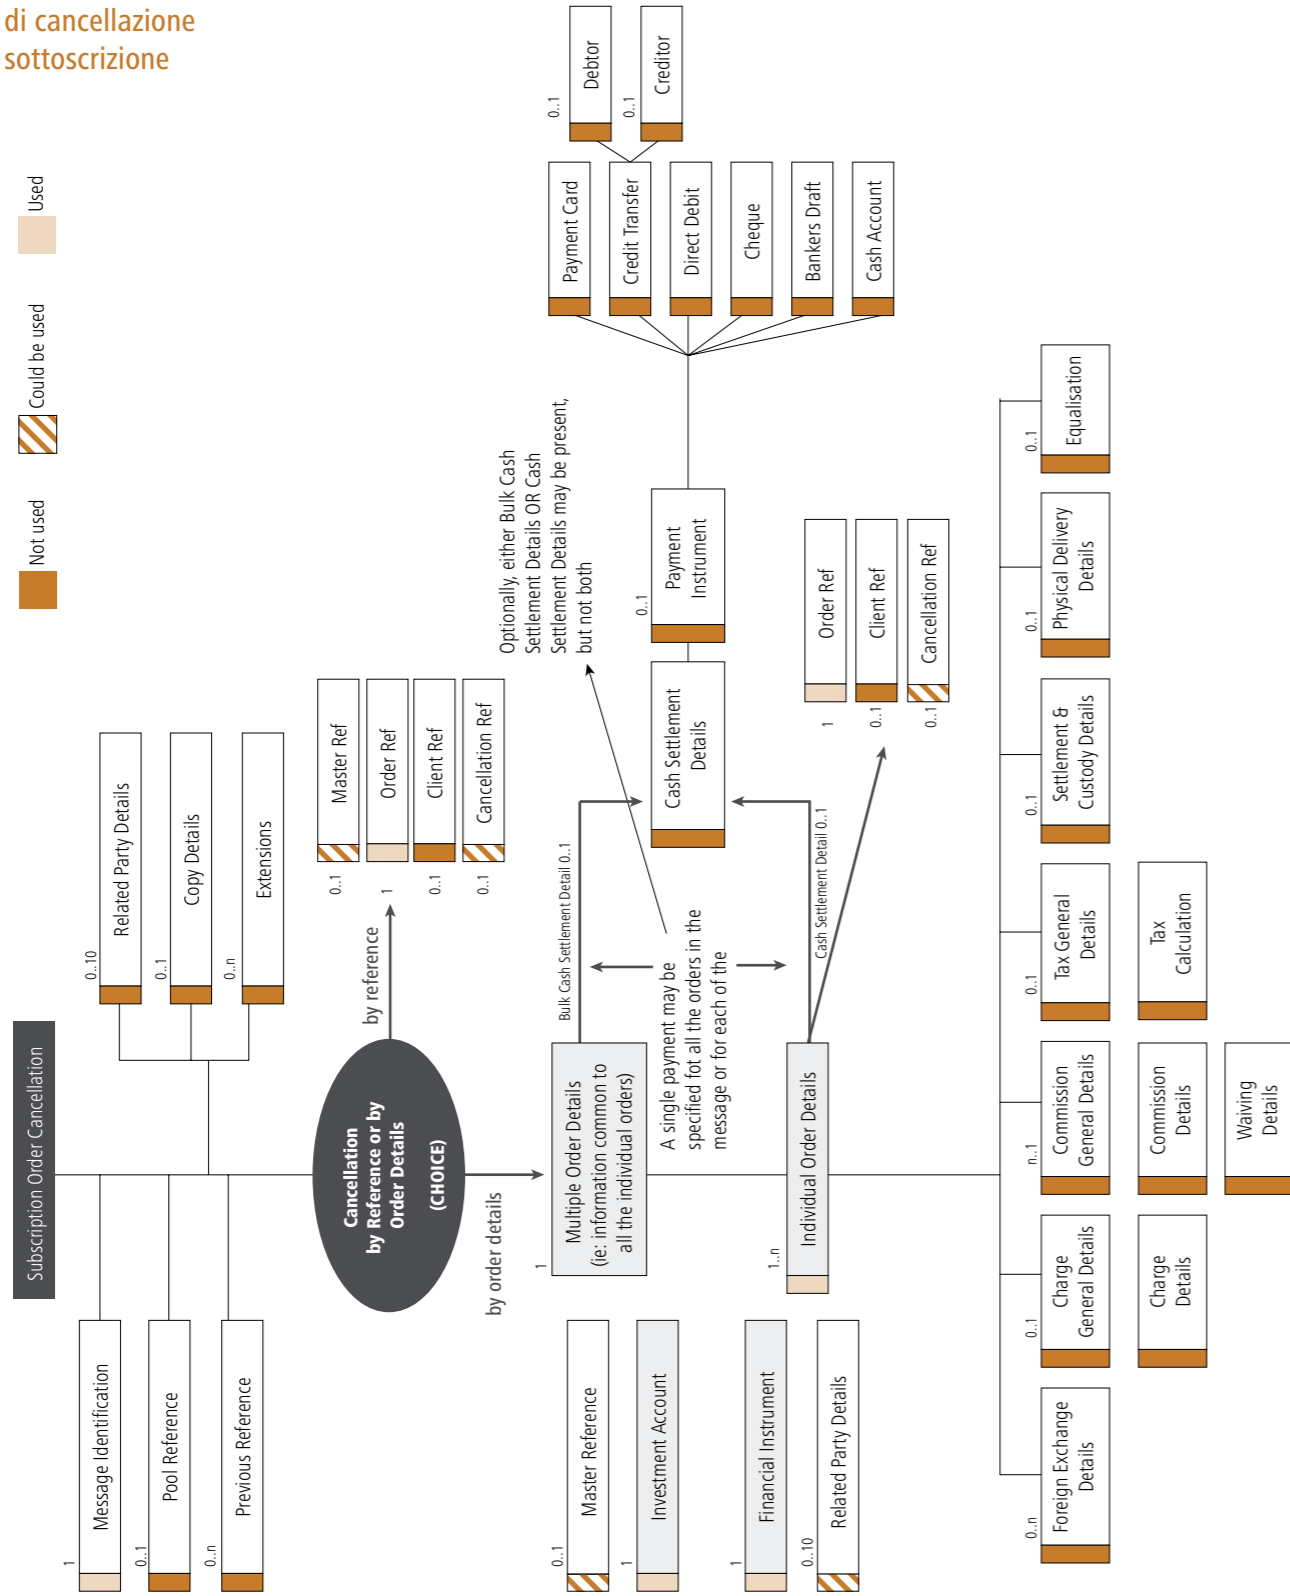 di cancellazione
sottoscrizione
Not used
Could be used
Used
Subscription Order Cancellation
1
Message Identification
0..1
Pool Reference
0..n
Previous Reference
0..10
Related Party Details
0..1
Copy Details
0..n
Extensions
Cancellation
by Reference or by
Order Details
(CHOICE)
by reference
by order details
0..1
Master Ref
1
Order Ref
0..1
Client Ref
0..1
Cancellation Ref
1
Multiple Order Details
(ie: information common to
all the individual orders)
Bulk Cash Settlement Detail 0..1
A single payment may be
specified fot all the orders in the
message or for each of the
Optionally, either Bulk Cash
Settlement Details OR Cash
Settlement Details may be present,
but not both
Cash Settlement
Details
0..1
Payment
Instrument
Payment Card
Credit Transfer
Direct Debit
Cheque
Bankers Draft
Cash Account
0..1
Debtor
0..1
Creditor
0..1
Master Reference
1
Investment Account
1
Financial Instrument
0..10
Related Party Details
1..n
Individual Order Details
Cash Settlement Detail 0..1
1
Order Ref
0..1
Client Ref
0..1
Cancellation Ref
0..n
Foreign Exchange
Details
0..1
Charge
General Details
Charge
Details
n..1
Commission
General Details
Commission
Details
Waiving
Details
0..1
Tax General
Details
Tax
Calculation
0..1
Settlement &
Custody Details
0..1
Physical Delivery
Details
0..1
Equalisation